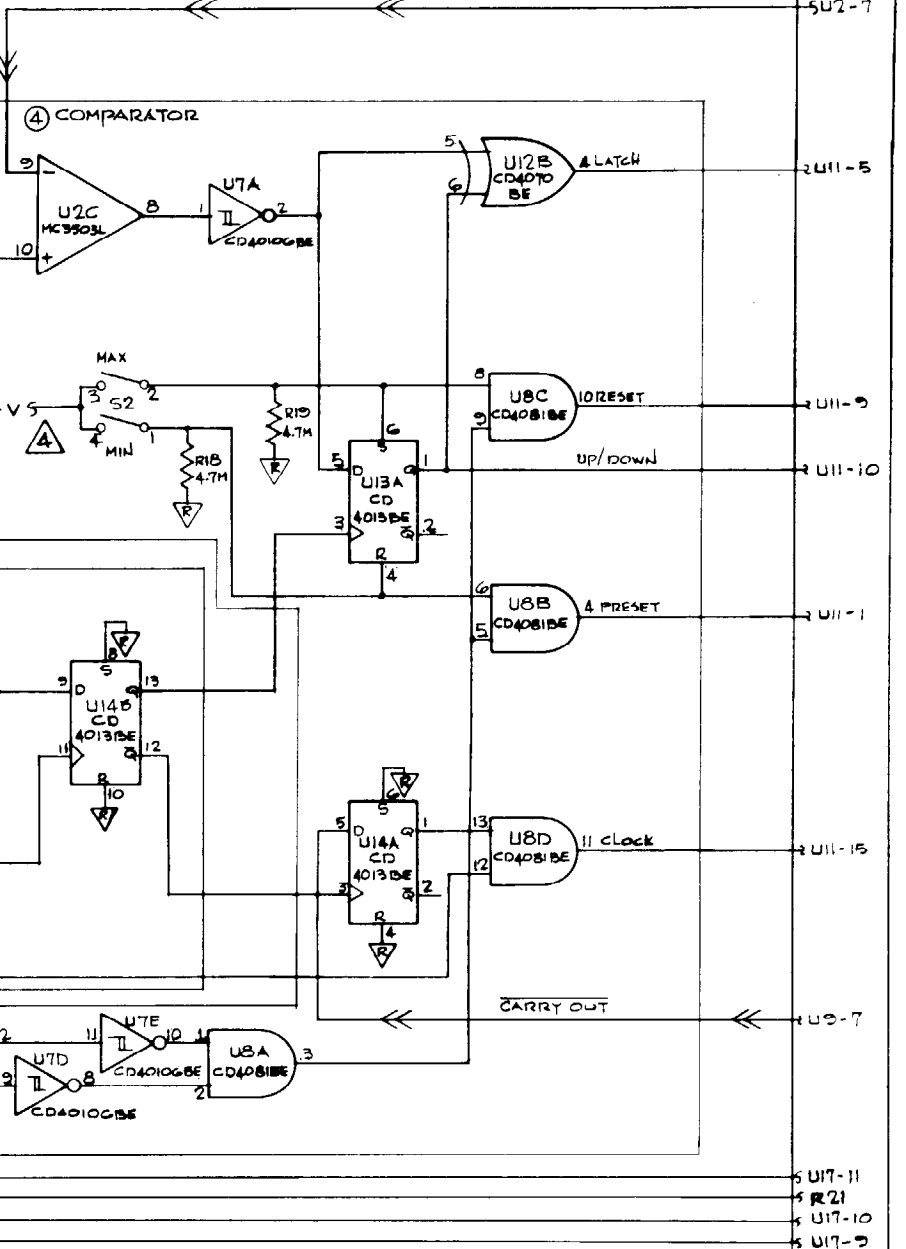 U2-7
4 COMPARATOR
9
-
U2C
MC3503L
8
10
+
U7A
1
2
CD40106BE
5
6
U12B
CD4070
BE
4 LATCH
U11-5
MAX
3
S2
2
V
4
4
MIN
1
R18
4.7M
R
R19
4.7M
R
8
9
U8C
CD4081BE
10 RESET
U11-9
6
S
5
D
Q
1
U13A
CD
4013BE
3
Q
2
R
4
UP/DOWN
U11-10
6
5
U8B
CD4081BE
4 PRESET
U11-1
R
8
S
9
D
Q
13
U14B
CD
4013BE
11
Q
12
R
10
R
R
6
S
5
D
Q
1
U14A
CD
4013BE
3
Q
2
R
4
R
13
12
U8D
CD4081BE
11 CLOCK
U11-15
CARRY OUT
U9-7
2
11
U7E
10
CD40106BE
9
U7D
8
CD40106BE
1
2
U8A
CD4081BE
3
U17-11
R21
U17-10
U17-9